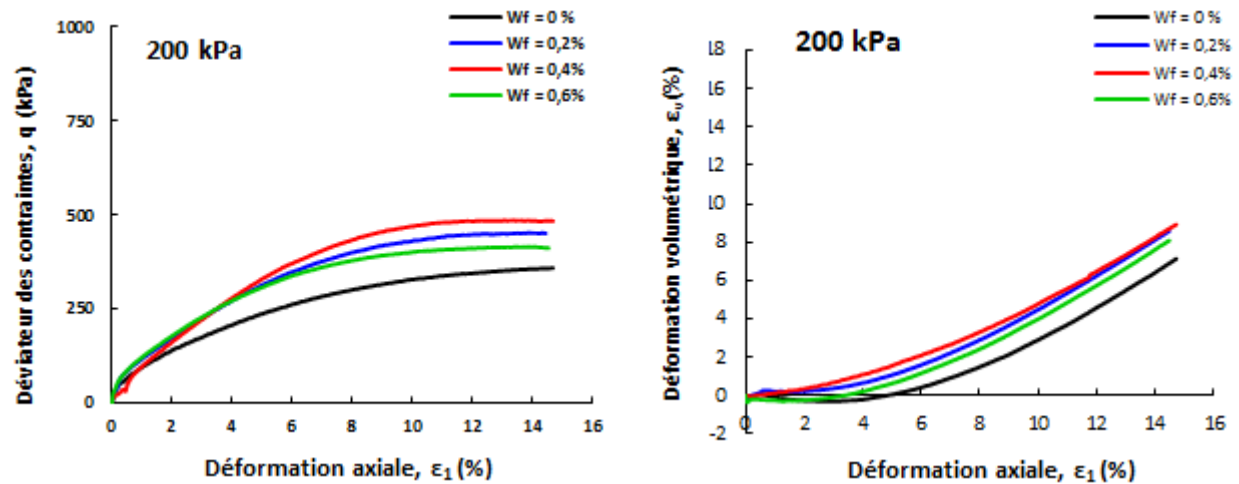 Wf = 0 %
Wf = 0,2%
Wf = 0,4%
Wf = 0,6%
200 kPa
1000
750
500
250
0
Déviateur des contraintes, q (kPa)
0 2 4 6 8 10 12 14 16
Déformation axiale, ε1 (%)
Wf = 0 %
Wf = 0,2%
Wf = 0,4%
Wf = 0,6%
200 kPa
18
16
14
12
10
8
6
4
2
0
-2
Déformation volumétrique, εv (%)
0 2 4 6 8 10 12 14 16
Déformation axiale, ε1 (%)